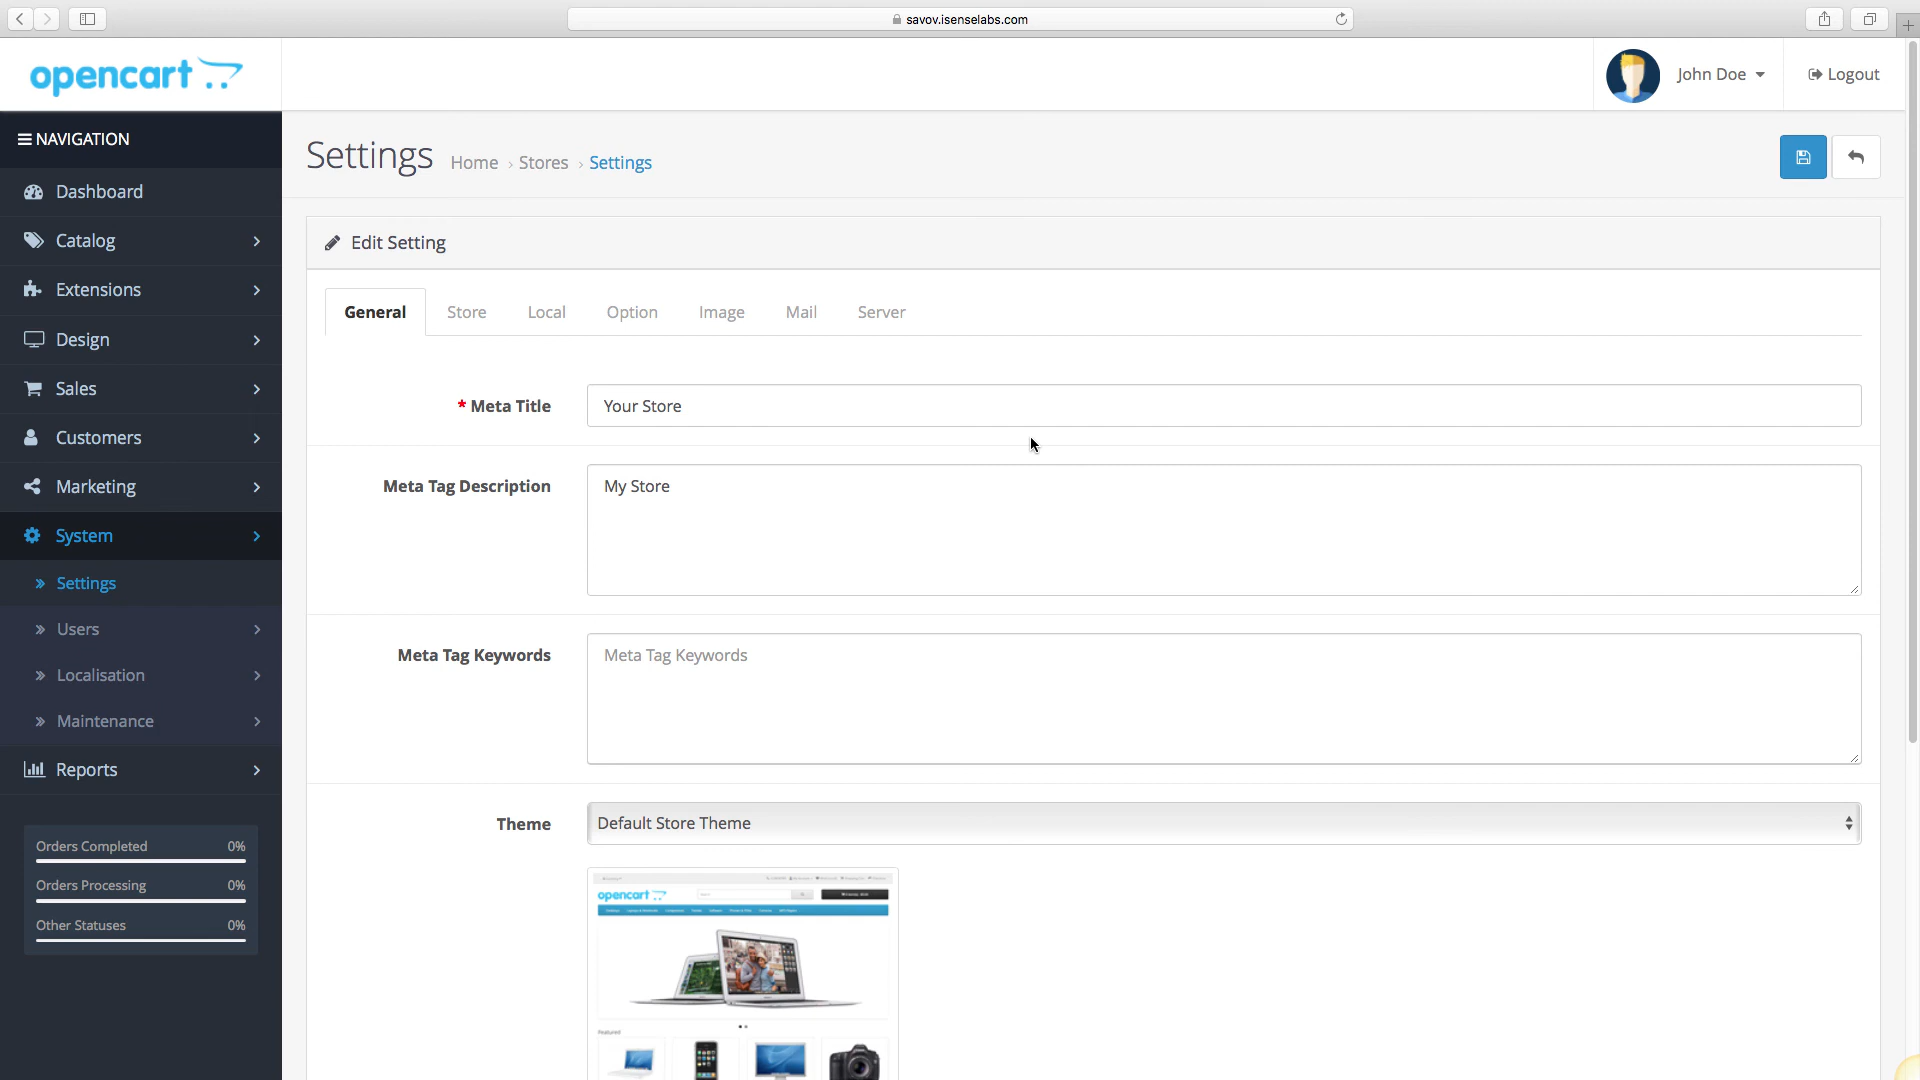 savov.isenselabs.com
opencart
John Doe
Logout
NAVIGATION
Settings
Home › Stores › Settings
Dashboard
Catalog
Extensions
Design
Sales
Customers
Marketing
System
Settings
Users
Localisation
Maintenance
Reports
Orders Completed 0%
Orders Processing 0%
Other Statuses 0%
Edit Setting
General Store Local Option Image Mail Server
* Meta Title
Your Store
Meta Tag Description
My Store
Meta Tag Keywords
Meta Tag Keywords
Theme
Default Store Theme
opencart
Featured